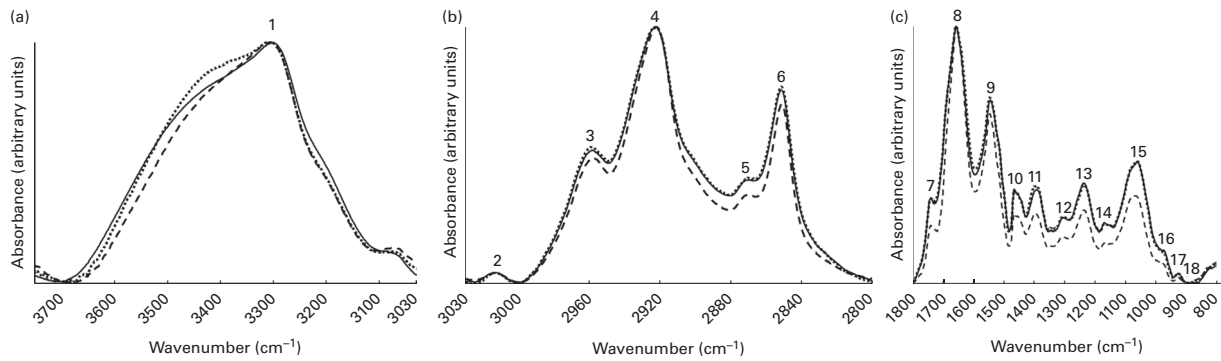 (a)
1
Absorbance (arbitrary units)
3700 3600 3500 3400 3300 3200 3100 3030
Wavenumber (cm⁻¹)
(b)
4
6
3
5
2
Absorbance (arbitrary units)
3030 3000 2960 2920 2880 2840 2800
Wavenumber (cm⁻¹)
(c)
8
9
15
7 10 11 13
12 14
16
17
18
Absorbance (arbitrary units)
1800 1700 1600 1500 1400 1300 1200 1100 1000 900 800
Wavenumber (cm⁻¹)